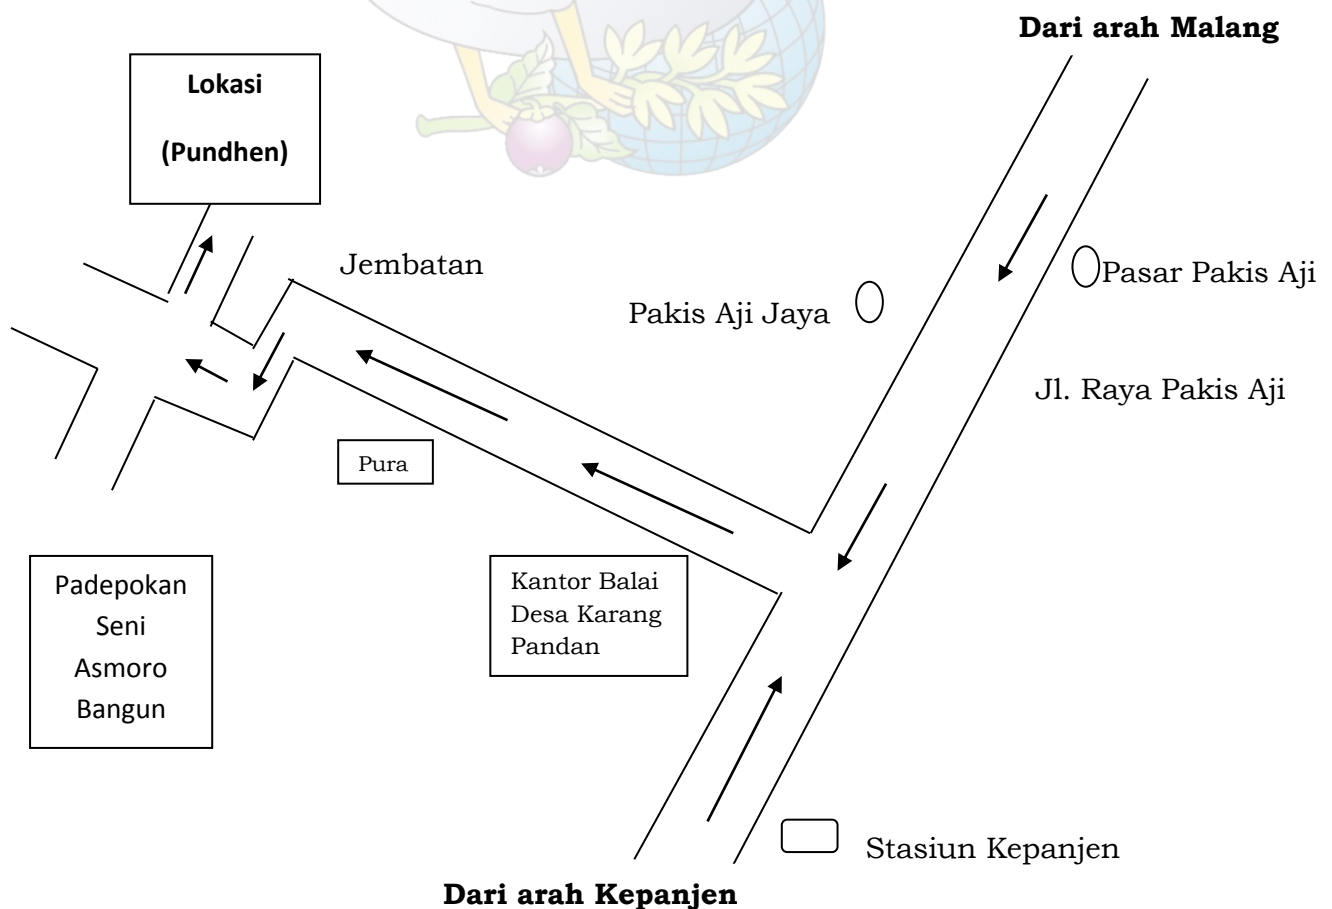 Dari arah Malang
Lokasi
(Pundhen)
Jembatan
Pasar Pakis Aji
Pakis Aji Jaya
Jl. Raya Pakis Aji
Pura
Padepokan
Seni
Asmoro
Bangun
Kantor Balai
Desa Karang
Pandan
Stasiun Kepanjen
Dari arah Kepanjen